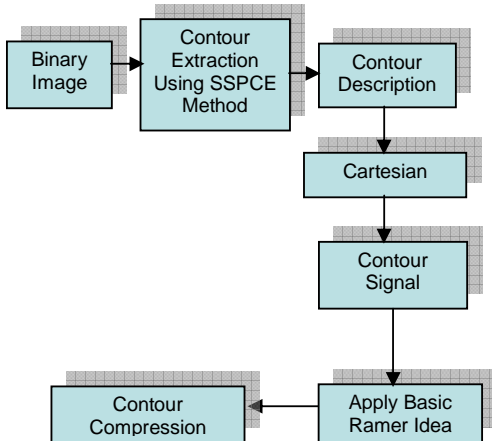 Binary
Image
Contour
Extraction
Using SSPCE
Method
Contour
Description
Cartesian
Contour
Signal
Apply Basic
Ramer Idea
Contour
Compression